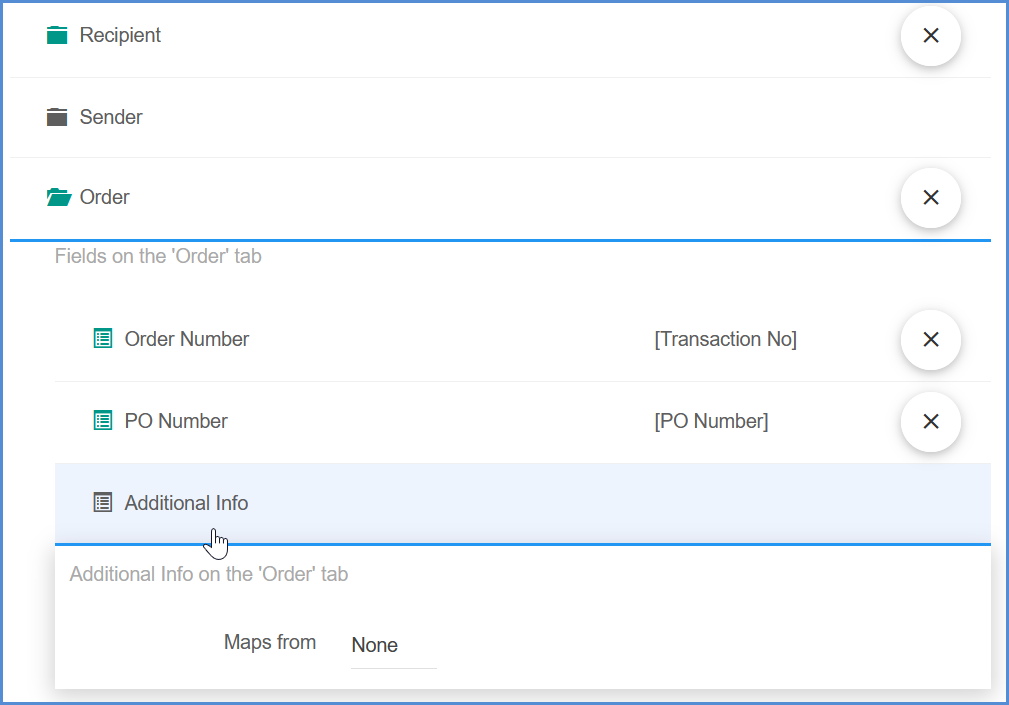 Recipient
Sender
Order
Fields on the 'Order' tab
Order Number [Transaction No]
PO Number [PO Number]
Additional Info
Additional Info on the 'Order' tab
Maps from None